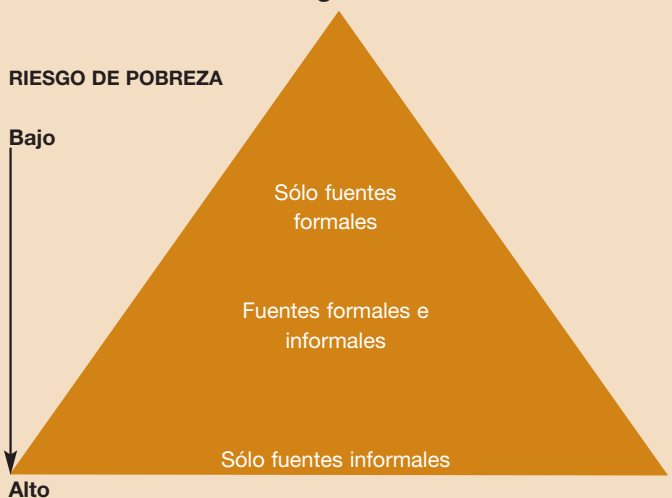 RIESGO DE POBREZA
Bajo
Sólo fuentes
formales
Fuentes formales e
informales
Sólo fuentes informales
Alto